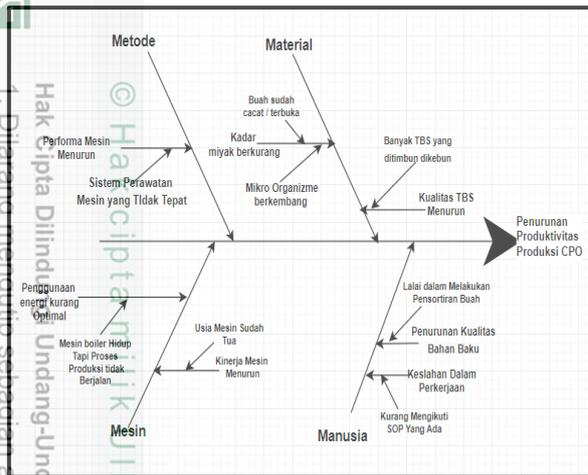 Metode
Material
Buah sudah
cacat / terbuka
Kadar
miyak berkurang
Banyak TBS yang
ditimbun dikebun
Performa Mesin
Menurun
Sistem Perawatan
Mesin yang TIdak Tepat
Mikro Organizme
berkembang
Kualitas TBS
Menurun
Penurunan
Produktivitas
Produksi CPO
Penggunaan
energi kurang
Optimal
Lalai dalam Melakukan
Pensortiran Buah
Usia Mesin Sudah
Tua
Penurunan Kualitas
Bahan Baku
Mesin boiler Hidup
Tapi Proses
Produksi tidak
Berjalan
Kinerja Mesin
Menurun
Keslahan Dalam
Perkerjaan
Kurang Mengikuti
SOP Yang Ada
Mesin
Manusia
© Hak cipta milik UI
Hak Cipta Dilindungi Undang-Und
1. Dilarang mengutip sebagian a